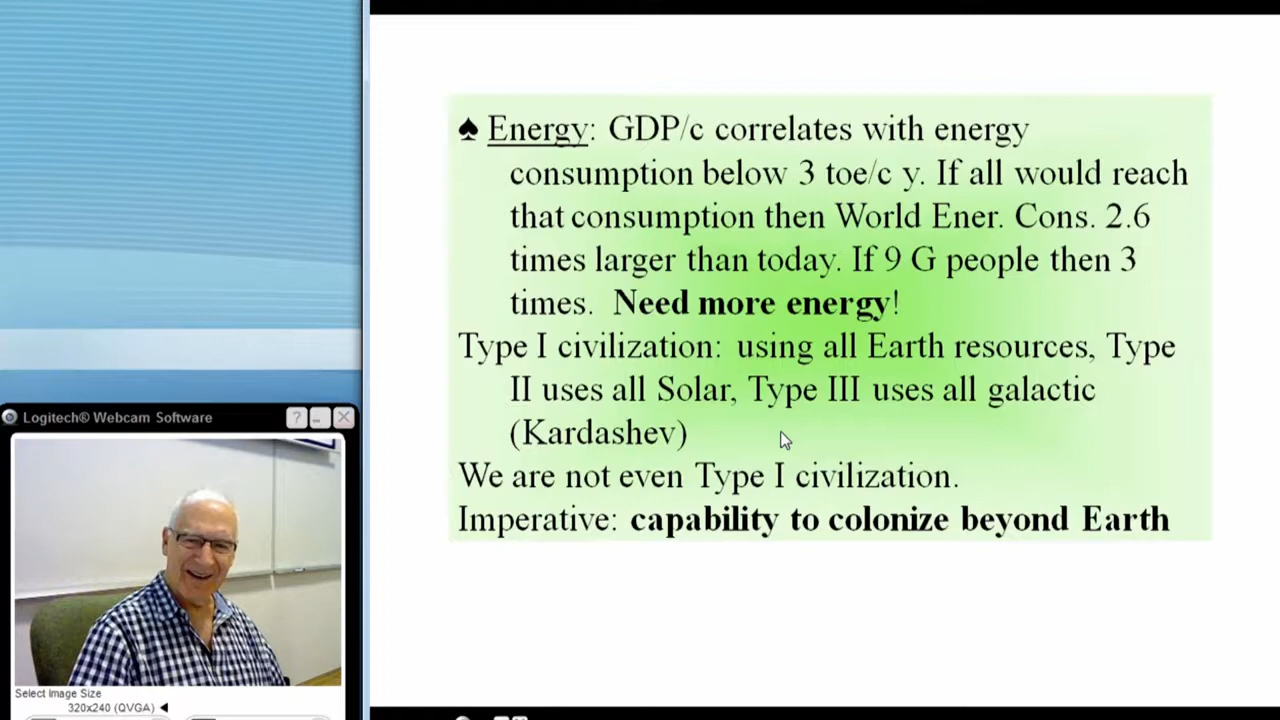 ♠ Energy: GDP/c correlates with energy
consumption below 3 toe/c y. If all would reach
that consumption then World Ener. Cons. 2.6
times larger than today. If 9 G people then 3
times. Need more energy!
Type I civilization: using all Earth resources, Type
II uses all Solar, Type III uses all galactic
(Kardashev)
We are not even Type I civilization.
Imperative: capability to colonize beyond Earth
Logitech® Webcam Software
Select Image Size
320x240 (QVGA)